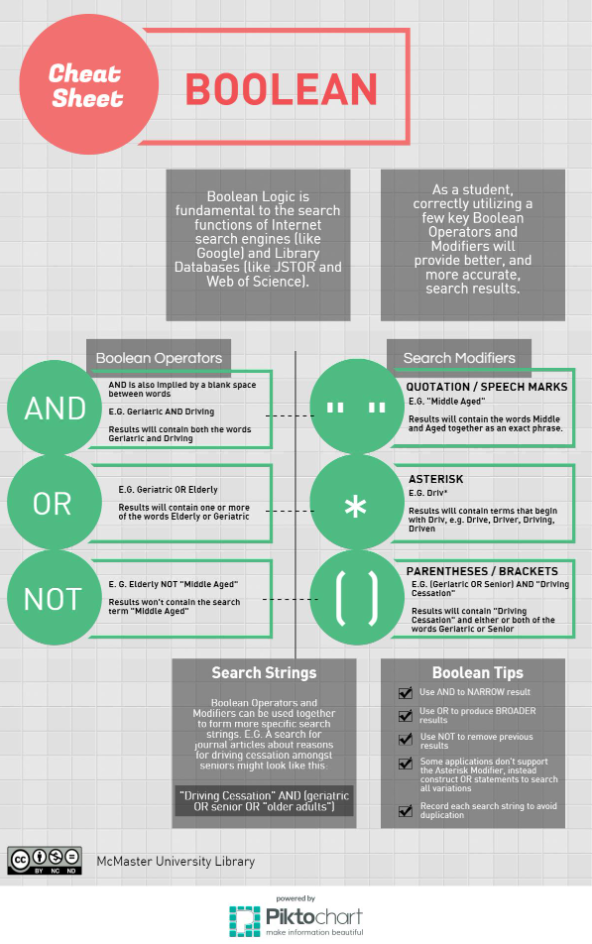 Cheat
Sheet
BOOLEAN
Boolean Logic is
fundamental to the search
functions of Internet
search engines (like
Google) and Library
Databases (like JSTOR and
Web of Science).
As a student,
correctly utilizing a
few key Boolean
Operators and
Modifiers will
provide better, and
more accurate,
search results.
Boolean Operators
AND
AND is also implied by a blank space
between words
E.G. Geriatric AND Driving
Results will contain both the words
Geriatric and Driving
OR
E.G. Geriatric OR Elderly
Results will contain one or more
of the words Elderly or Geriatric
NOT
E. G. Elderly NOT "Middle Aged"
Results won't contain the search
term "Middle Aged"
Search Modifiers
" "
QUOTATION / SPEECH MARKS
E.G. "Middle Aged"
Results will contain the words Middle
and Aged together as an exact phrase.
*
ASTERISK
E.G. Driv*
Results will contain terms that begin
with Driv, e.g. Drive, Driver, Driving,
Driven
( )
PARENTHESES / BRACKETS
E.G. (Geriatric OR Senior) AND "Driving
Cessation"
Results will contain "Driving
Cessation" and either or both of the
words Geriatric or Senior
Search Strings
Boolean Operators and
Modifiers can be used together
to form more specific search
strings. E.G. A search for
journal articles about reasons
for driving cessation amongst
seniors might look like this:
"Driving Cessation" AND (geriatric
OR senior OR "older adults")
Boolean Tips
Use AND to NARROW result
Use OR to produce BROADER
results
Use NOT to remove previous
results
Some applications don't support
the Asterisk Modifier, instead
construct OR statements to search
all variations
Record each search string to avoid
duplication
cc
BY NC ND
McMaster University Library
powered by
Piktochart
make information beautiful